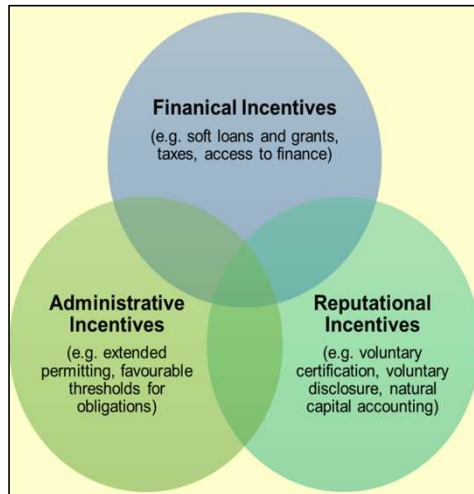 Finanical Incentives
(e.g. soft loans and grants,
taxes, access to finance)
Administrative
Incentives
(e.g. extended
permitting, favourable
thresholds for
obligations)
Reputational
Incentives
(e.g. voluntary
certification, voluntary
disclosure, natural
capital accounting)